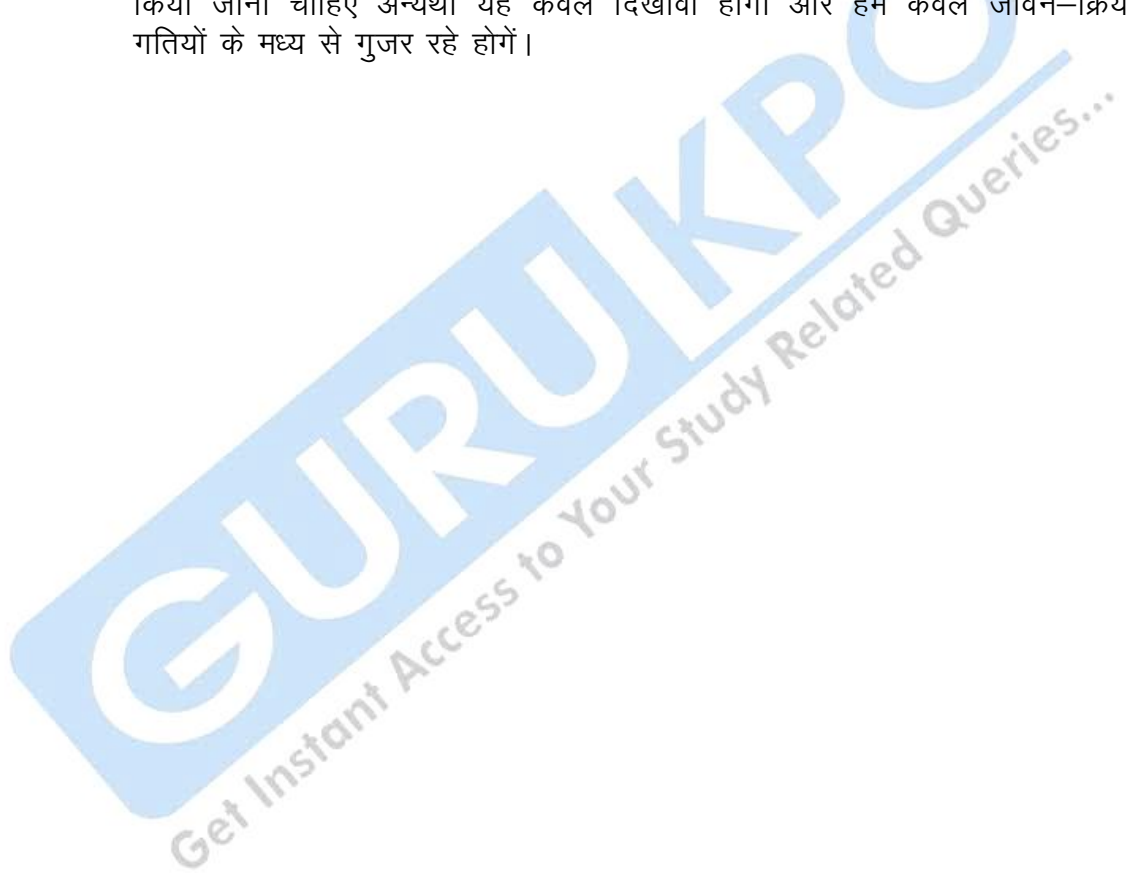 किया जाना चाहिए अन्यथा यह केवल दिखावा होगा और हम केवल जीवन–क्रिय
गतियों के मध्य से गुजर रहे होगें।
GURUKPO
Get Instant Access to Your Study Related Queries...